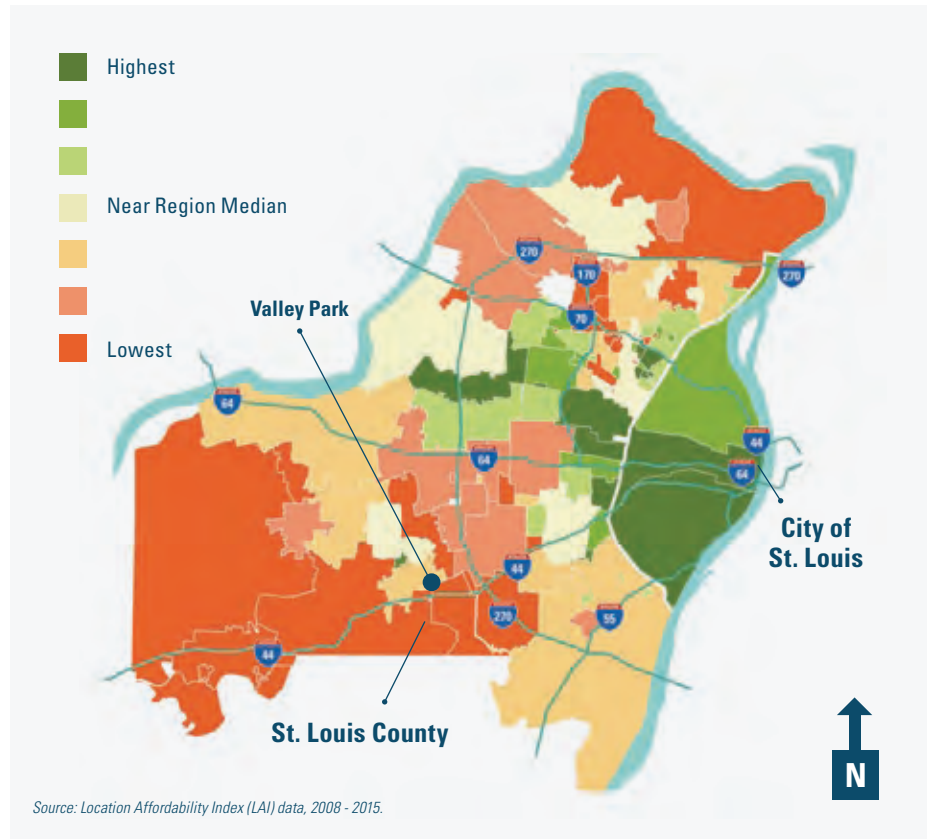 Highest
Near Region Median
Lowest
Valley Park
270
170
270
70
64
64
44
64
City of
St. Louis
44
270
55
44
St. Louis County
N
Source: Location Affordability Index (LAI) data, 2008 - 2015.